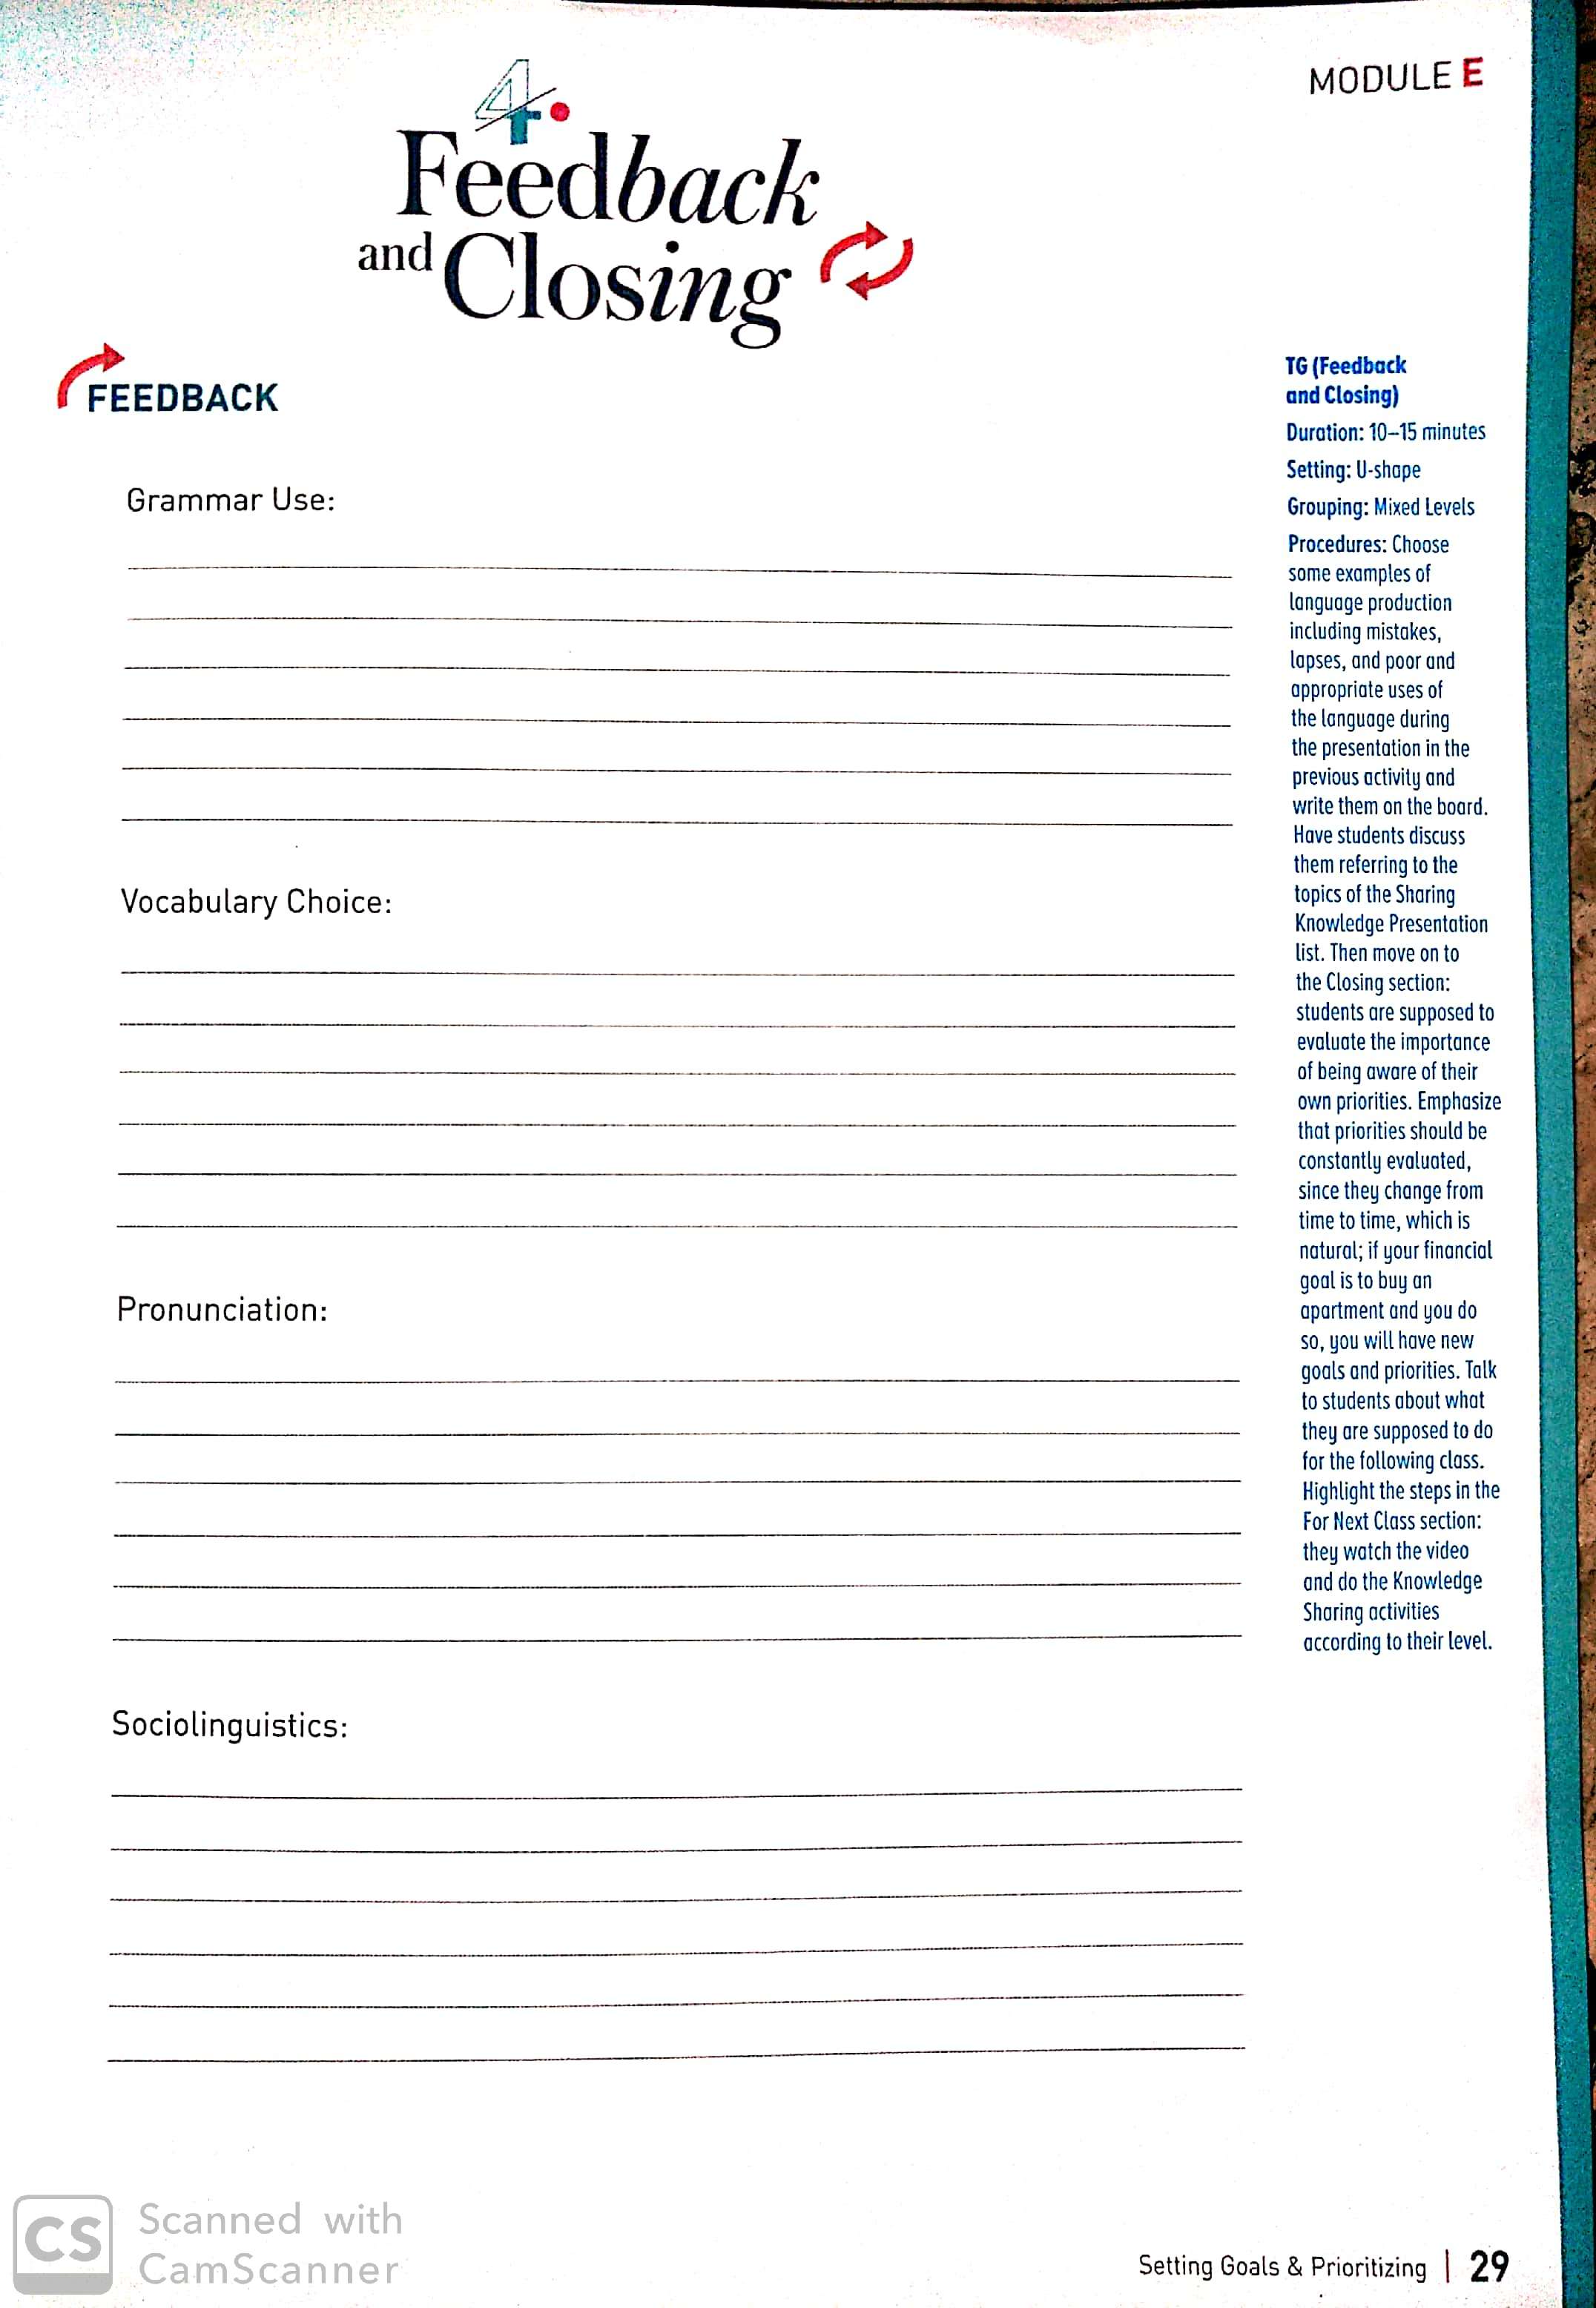 MODULE E
4.
Feedback
and Closing
FEEDBACK
Grammar Use:
Vocabulary Choice:
Pronunciation:
Sociolinguistics:
TG (Feedback
and Closing)
Duration: 10–15 minutes
Setting: U-shape
Grouping: Mixed Levels
Procedures: Choose
some examples of
language production
including mistakes,
lapses, and poor and
appropriate uses of
the language during
the presentation in the
previous activity and
write them on the board.
Have students discuss
them referring to the
topics of the Sharing
Knowledge Presentation
list. Then move on to
the Closing section:
students are supposed to
evaluate the importance
of being aware of their
own priorities. Emphasize
that priorities should be
constantly evaluated,
since they change from
time to time, which is
natural; if your financial
goal is to buy an
apartment and you do
so, you will have new
goals and priorities. Talk
to students about what
they are supposed to do
for the following class.
Highlight the steps in the
For Next Class section:
they watch the video
and do the Knowledge
Sharing activities
according to their level.
CS
Scanned with
CamScanner
Setting Goals & Prioritizing | 29